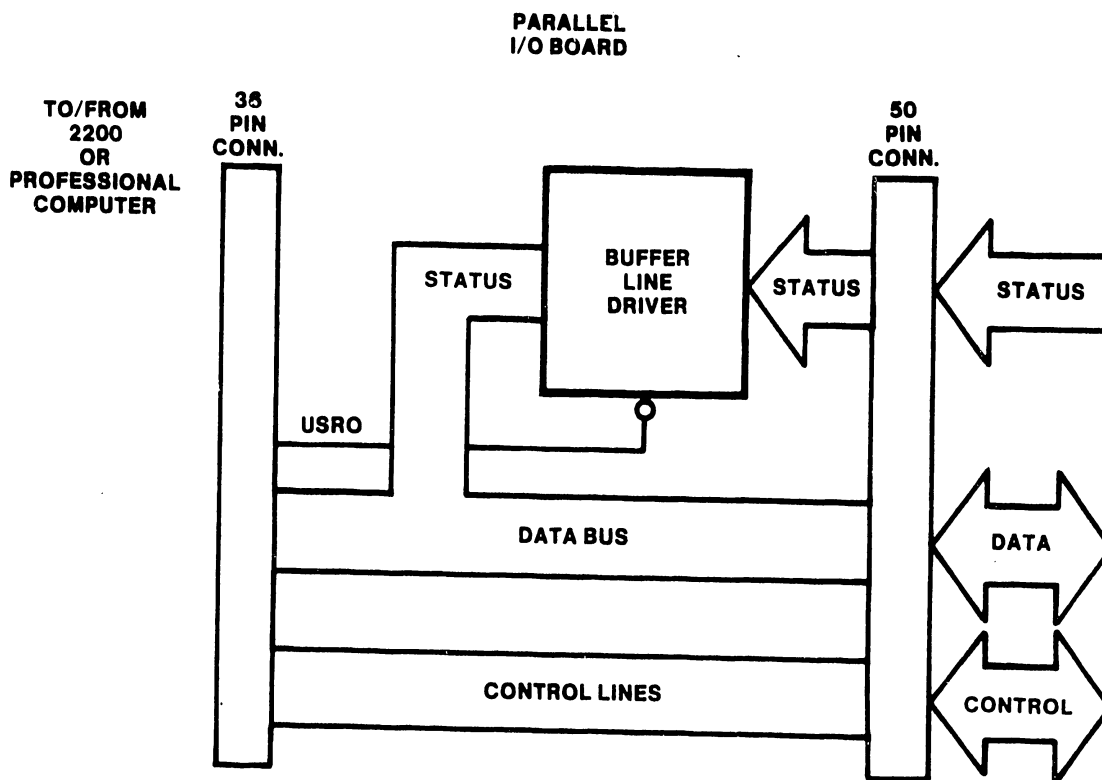 PARALLEL
I/O BOARD
TO/FROM
2200
OR
PROFESSIONAL
COMPUTER
36
PIN
CONN.
50
PIN
CONN.
BUFFER
LINE
DRIVER
STATUS
STATUS
STATUS
USRO
DATA BUS
DATA
CONTROL LINES
CONTROL